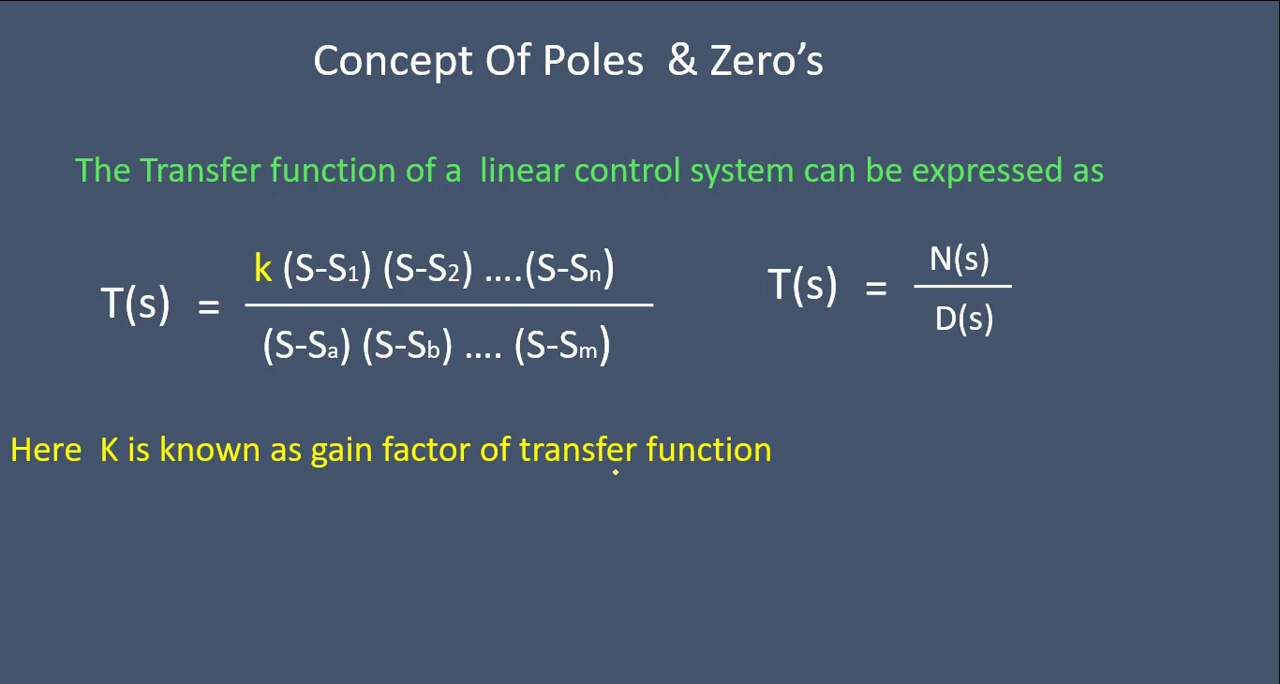 Concept Of Poles & Zero’s
The Transfer function of a linear control system can be expressed as
T(s) = k (S-S₁) (S-S₂) ....(S-Sₙ) / (S-Sₐ) (S-S_b) .... (S-Sₘ)
T(s) = N(s) / D(s)
Here K is known as gain factor of transfer function